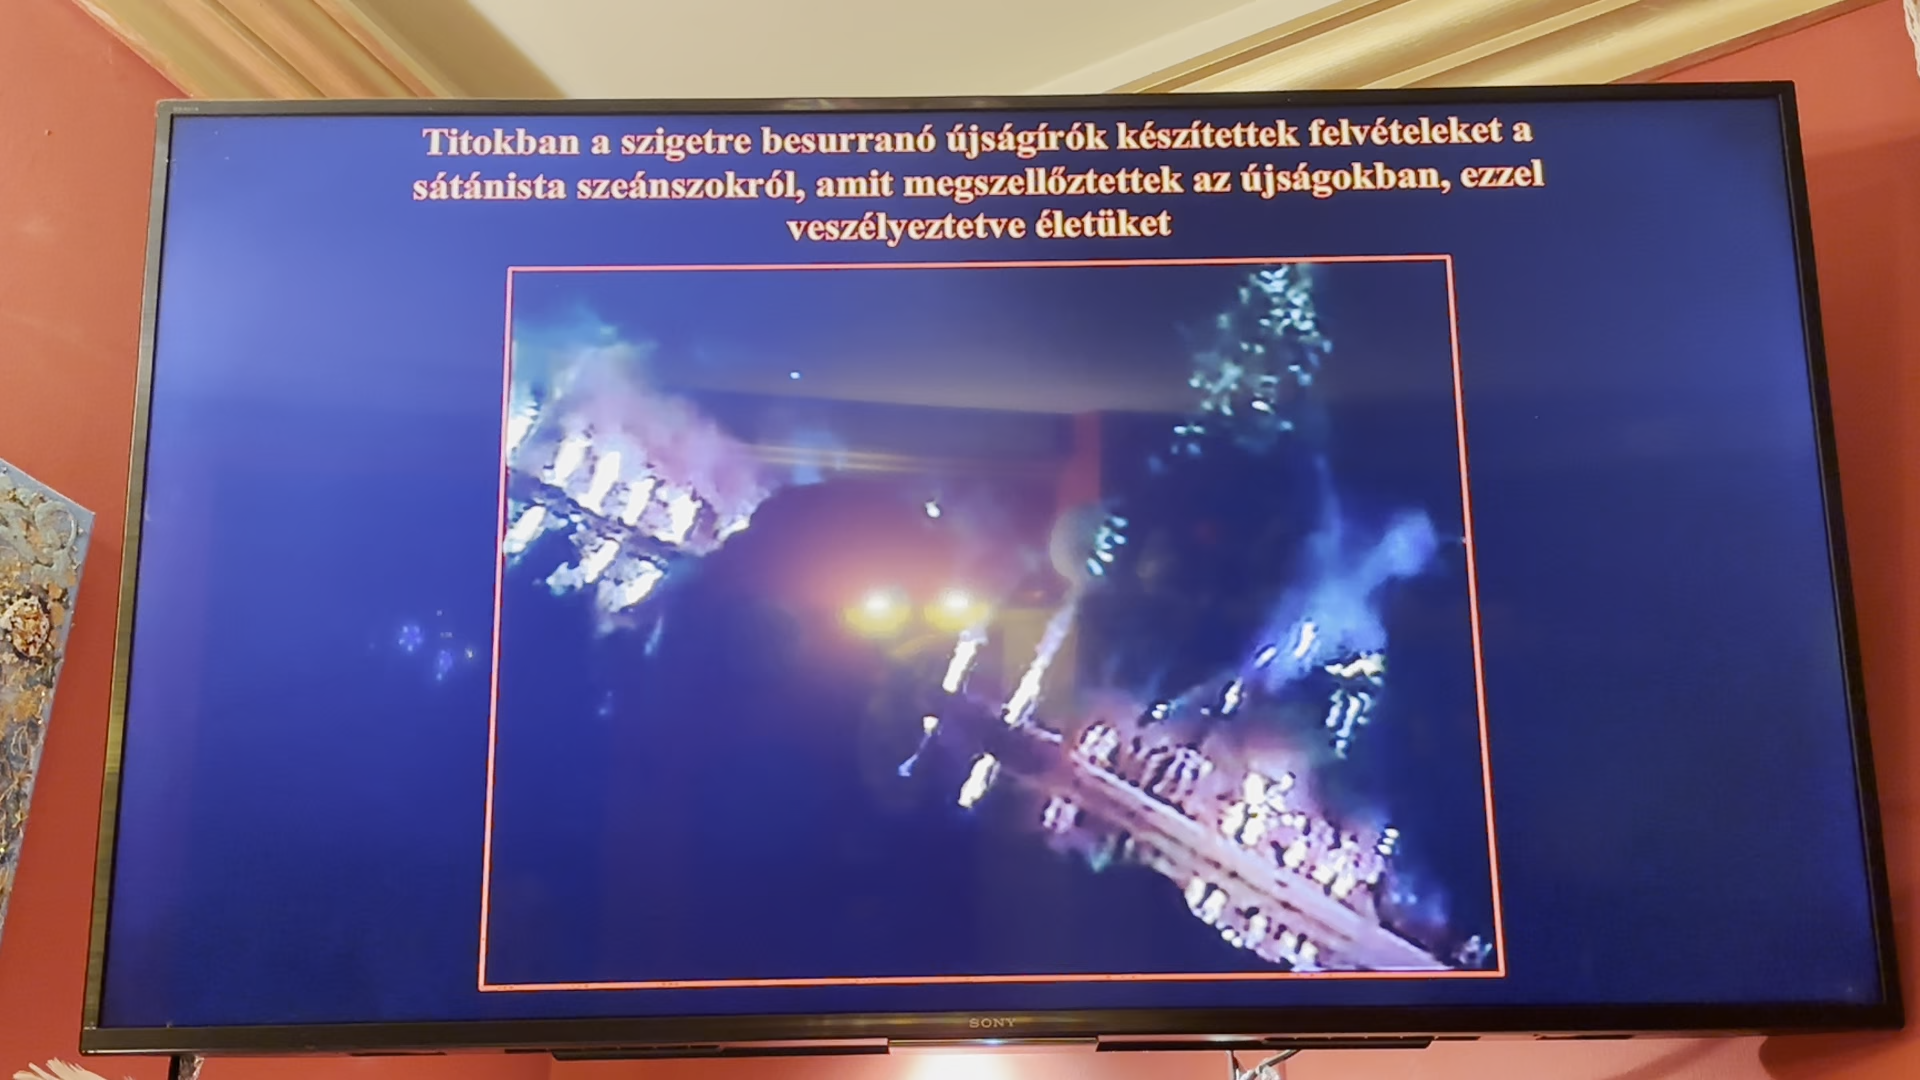 Titokban a szigetre besurranó újságírók készítettek felvételeket a
sátánista szeánszokról, amit megszellőztettek az újságokban, ezzel
veszélyeztetve életüket
SONY